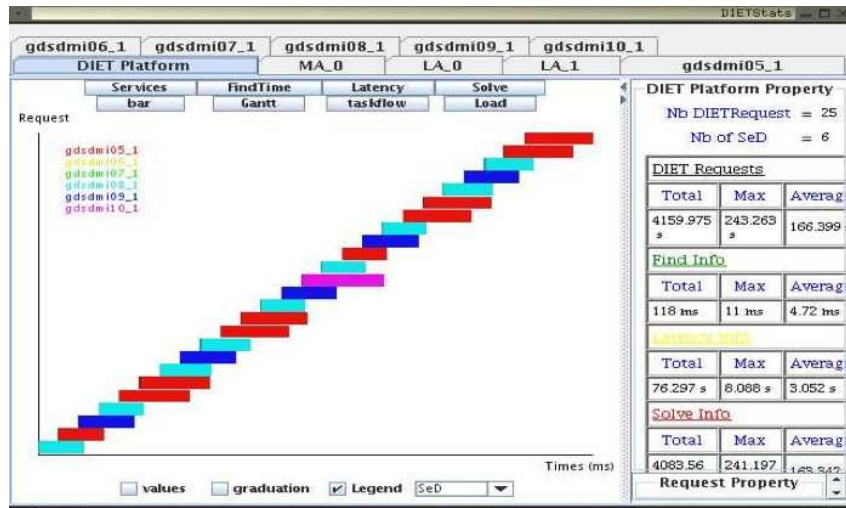 DIETStats
gdsdmi06_1 gdsdmi07_1 gdsdmi08_1 gdsdmi09_1 gdsdmi10_1
DIET Platform MA_0 LA_0 LA_1 gdsdmi05_1
Services FindTime Latency Solve
bar Gantt taskflow Load
Request
gdsdmi05_1
gdsdmi06_1
gdsdmi07_1
gdsdmi08_1
gdsdmi09_1
gdsdmi10_1
Times (ms)
values graduation Legend SeD
DIET Platform Property
Nb DIETRequest = 25
Nb of SeD = 6
DIET Requests
Total Max Averag
4159.975 s 243.263 s 166.399
Find Info
Total Max Averag
118 ms 11 ms 4.72 ms
Latency Info
Total Max Averag
76.297 s 8.088 s 3.052 s
Solve Info
Total Max Averag
4083.56 241.197
Request Property